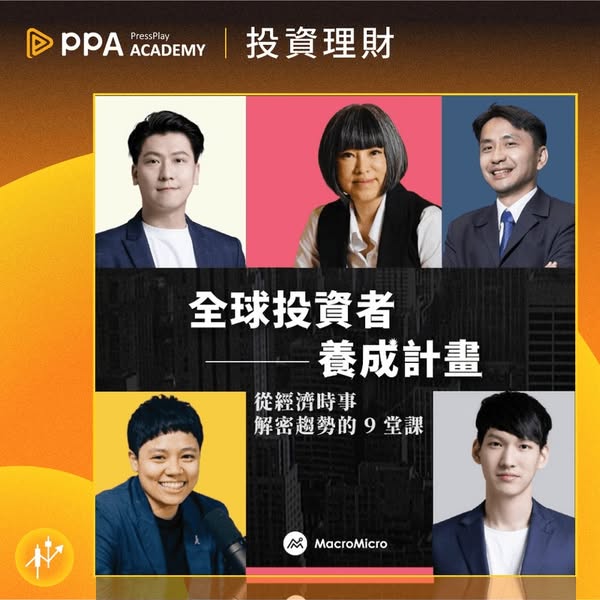 PPA PressPlay ACADEMY | 投資理財
全球投資者
養成計畫
從經濟時事
解密趨勢的 9 堂課
MacroMicro